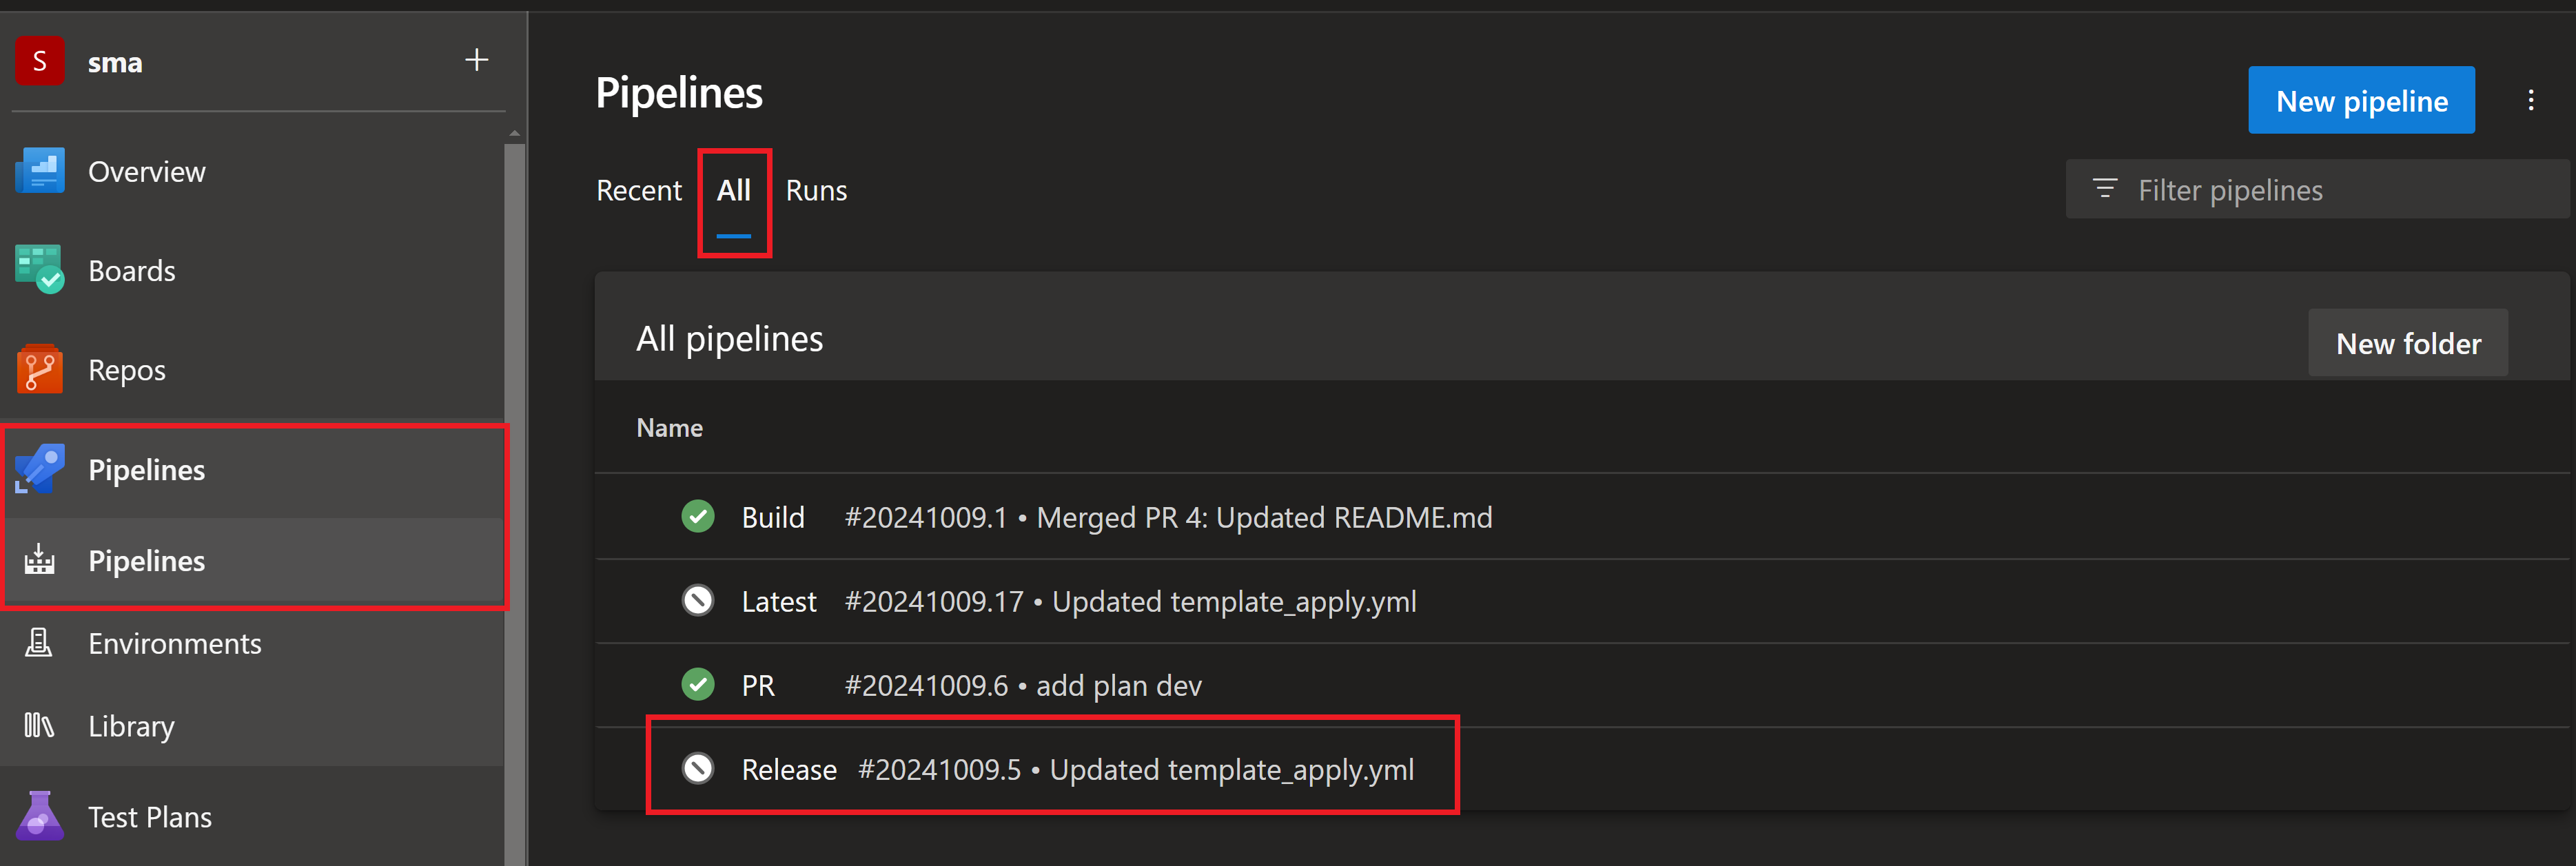 S sma +
Overview
Boards
Repos
Pipelines
Pipelines
Environments
Library
Test Plans
Pipelines
New pipeline
Recent All Runs
Filter pipelines
All pipelines
New folder
Name
Build #20241009.1 • Merged PR 4: Updated README.md
Latest #20241009.17 • Updated template_apply.yml
PR #20241009.6 • add plan dev
Release #20241009.5 • Updated template_apply.yml